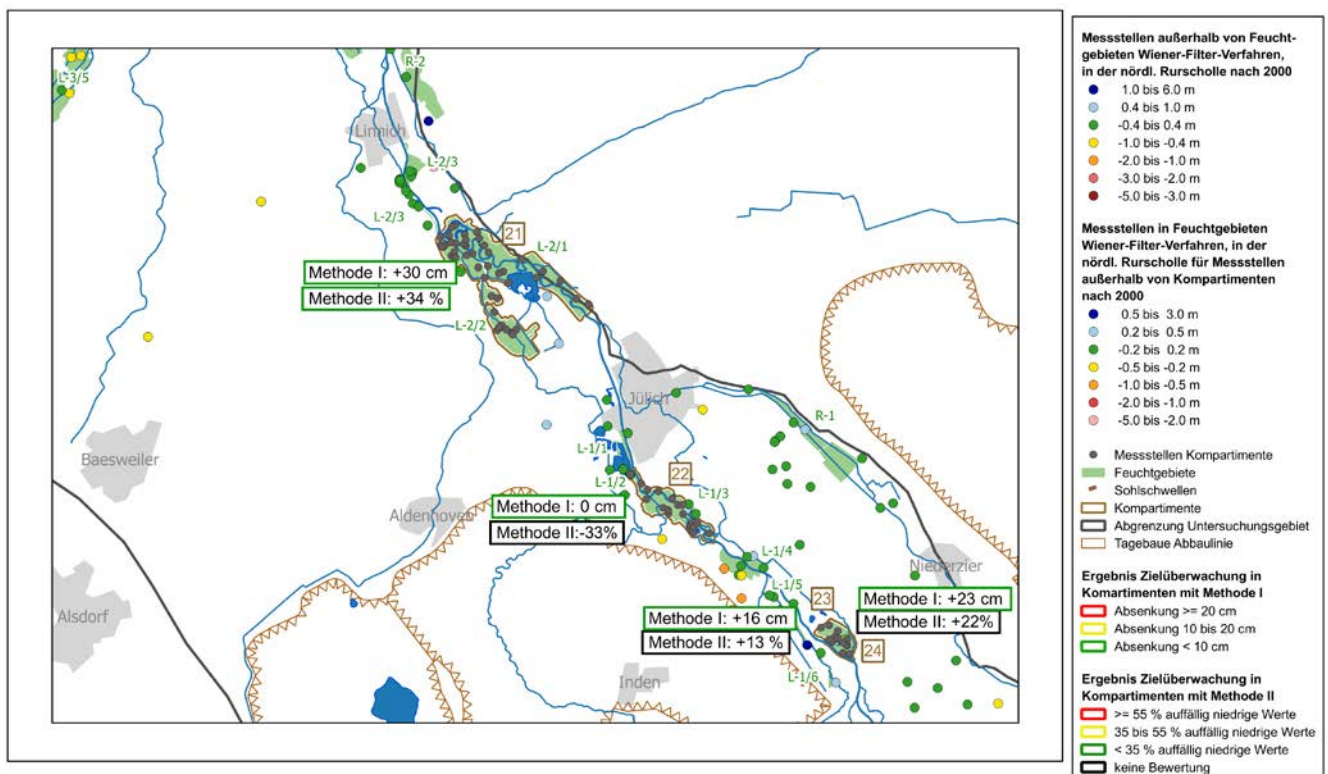 L-3/5
R-2
Linnich
L-2/3
L-2/3
21
L-2/1
Methode I: +30 cm
Methode II: +34 %
L-2/2
Jülich
R-1
Baesweiler
L-1/1
L-1/2
22
L-1/3
Aldenhoven
Methode I: 0 cm
Methode II:-33%
L-1/4
Niederzier
L-1/5
23
Methode I: +23 cm
Methode II: +22%
Alsdorf
Methode I: +16 cm
Methode II: +13 %
24
L-1/6
Inden
Messstellen außerhalb von Feucht-
gebieten Wiener-Filter-Verfahren,
in der nördl. Rurscholle nach 2000
1.0 bis 6.0 m
0.4 bis 1.0 m
-0.4 bis 0.4 m
-1.0 bis -0.4 m
-2.0 bis -1.0 m
-3.0 bis -2.0 m
-5.0 bis -3.0 m
Messstellen in Feuchtgebieten
Wiener-Filter-Verfahren, in der
nördl. Rurscholle für Messstellen
außerhalb von Kompartimenten
nach 2000
0.5 bis 3.0 m
0.2 bis 0.5 m
-0.2 bis 0.2 m
-0.5 bis -0.2 m
-1.0 bis -0.5 m
-2.0 bis -1.0 m
-5.0 bis -2.0 m
Messstellen Kompartimente
Feuchtgebiete
Sohlschwellen
Kompartimente
Abgrenzung Untersuchungsgebiet
Tagebaue Abbaulinie
Ergebnis Zielüberwachung in
Komartimenten mit Methode I
Absenkung >= 20 cm
Absenkung 10 bis 20 cm
Absenkung < 10 cm
Ergebnis Zielüberwachung in
Kompartimenten mit Methode II
>= 55 % auffällig niedrige Werte
35 bis 55 % auffällig niedrige Werte
< 35 % auffällig niedrige Werte
keine Bewertung